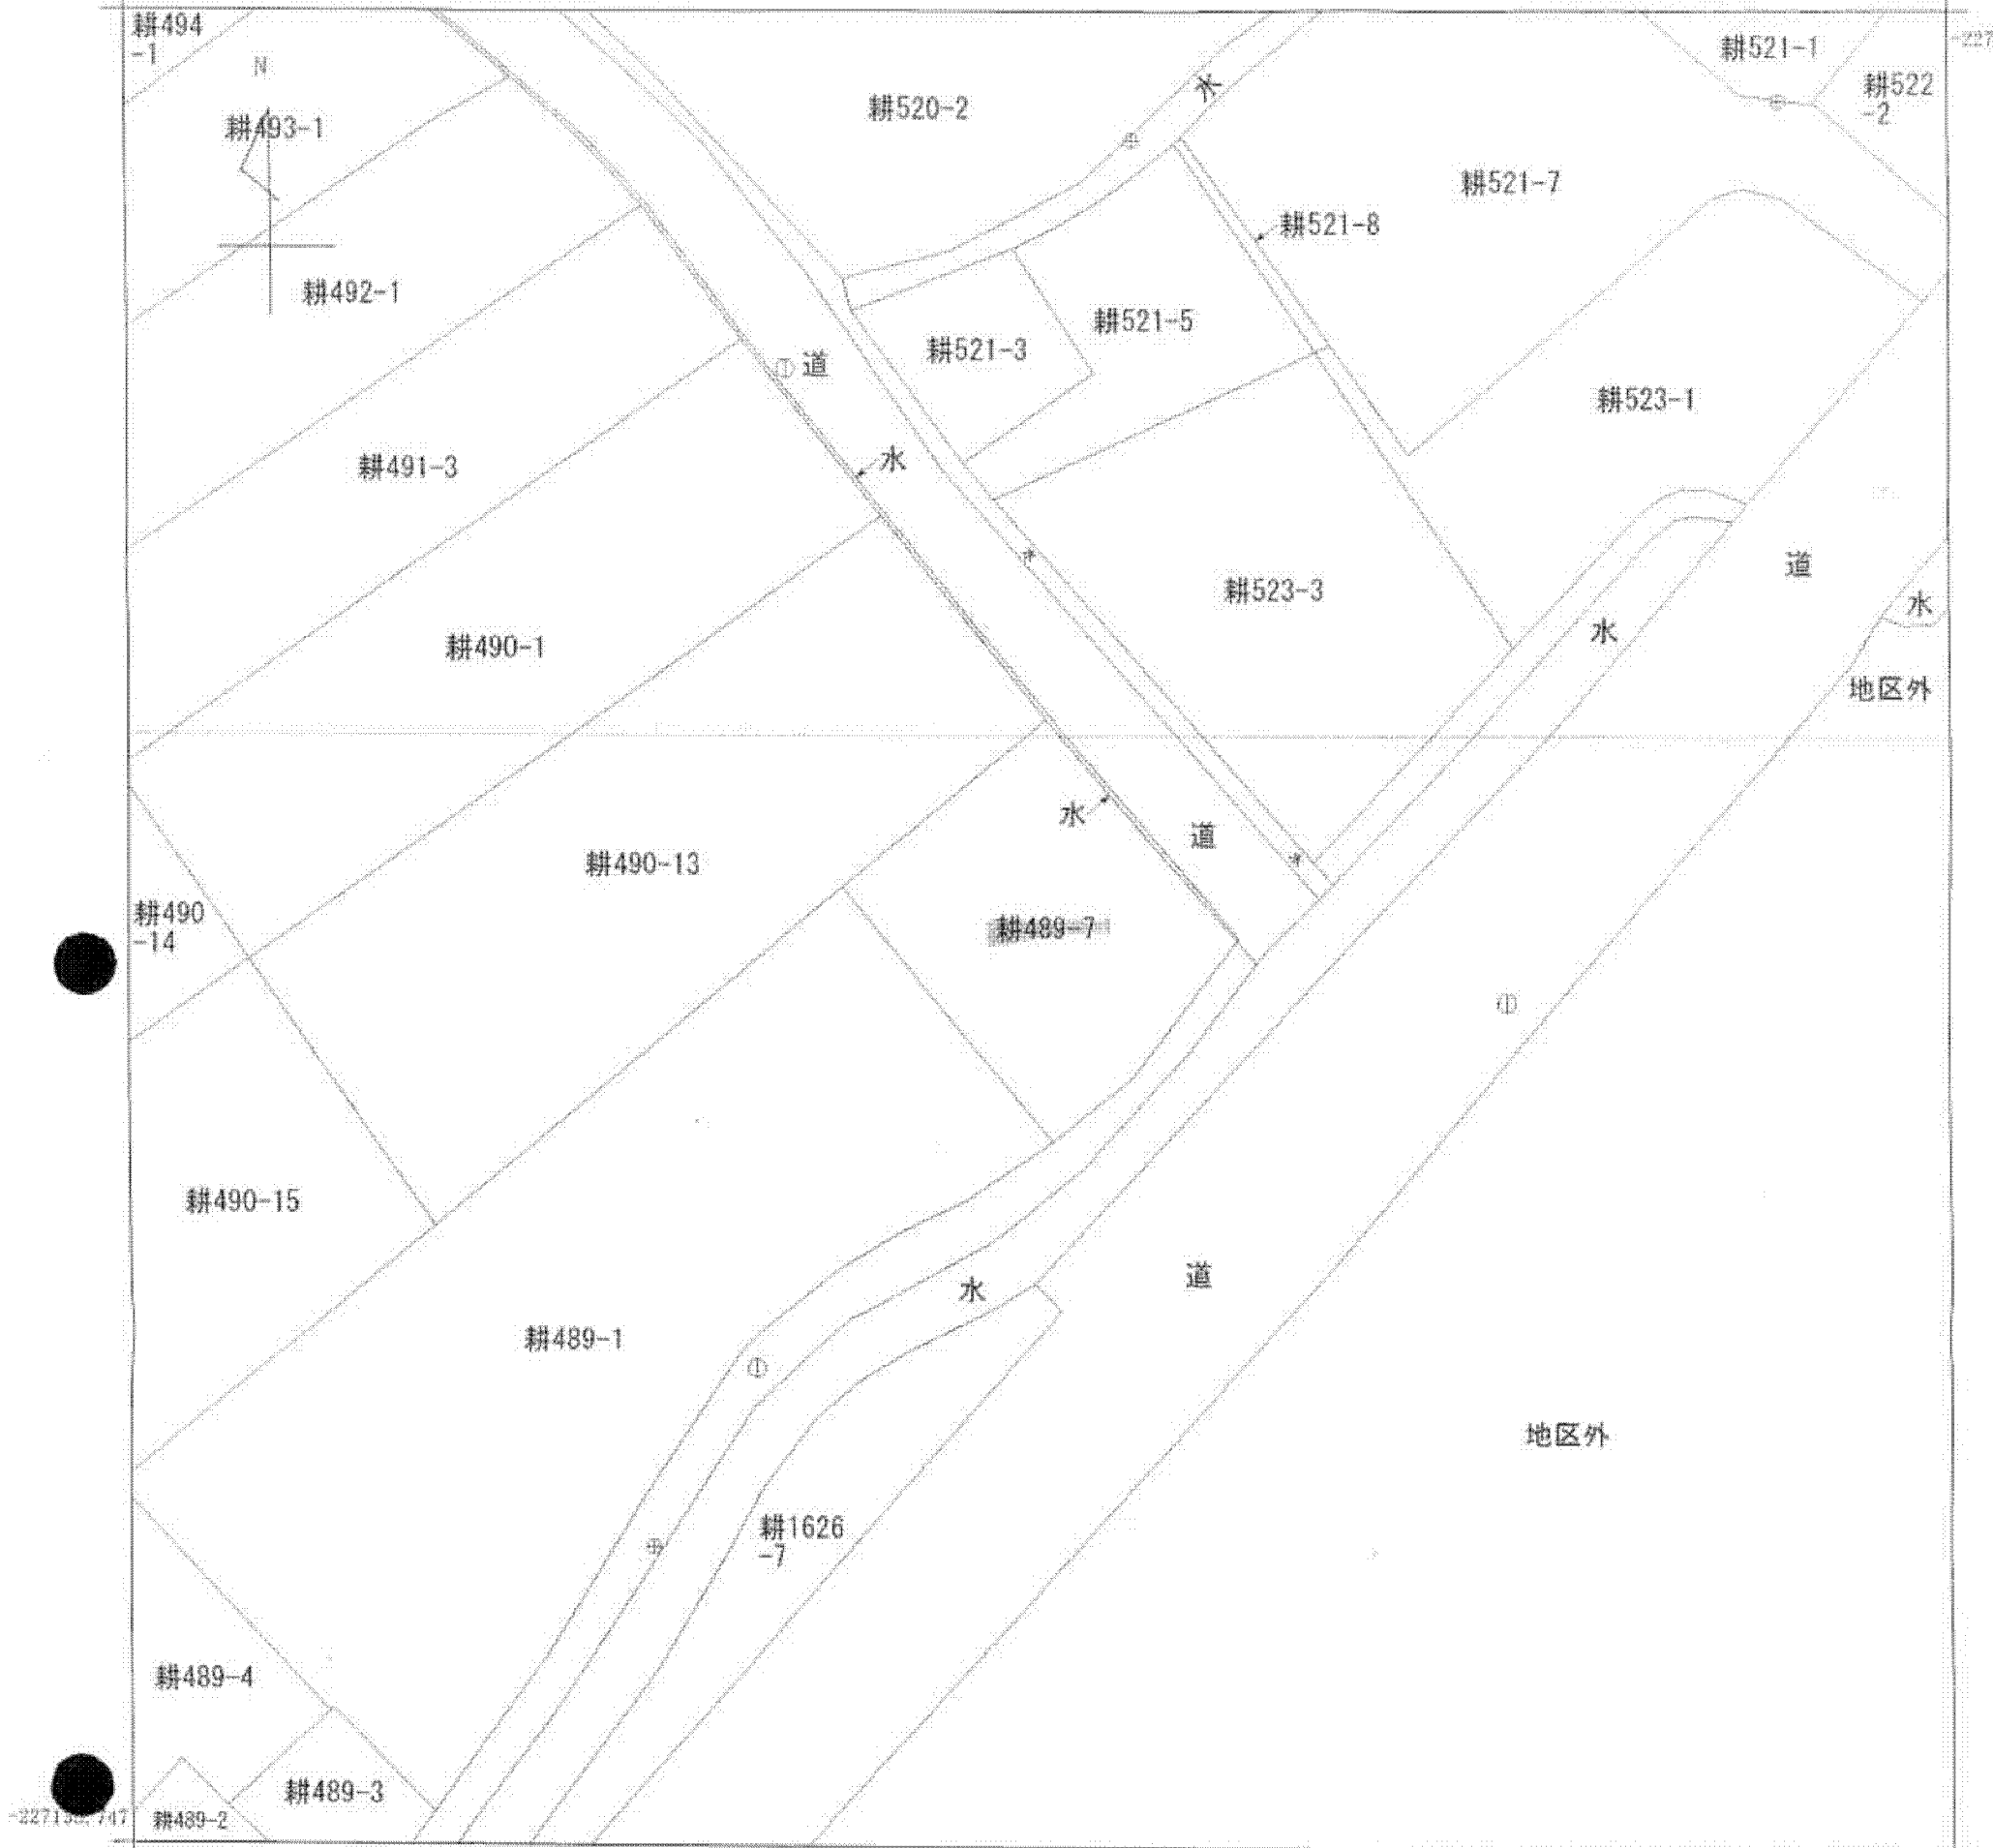 耕494
-1
N
耕493-1
耕492-1
耕491-3
耕490-1
耕490-13
耕490
-14
耕490-15
耕489-7
耕489-1
耕489-4
耕489-3
耕489-2
耕520-2
水
耕521-1
耕522
-2
-227
耕521-7
耕521-8
耕521-5
耕521-3
道
水
水
耕523-1
耕523-3
道
水
水
地区外
水
道
水
水
道
耕1626
-7
地区外